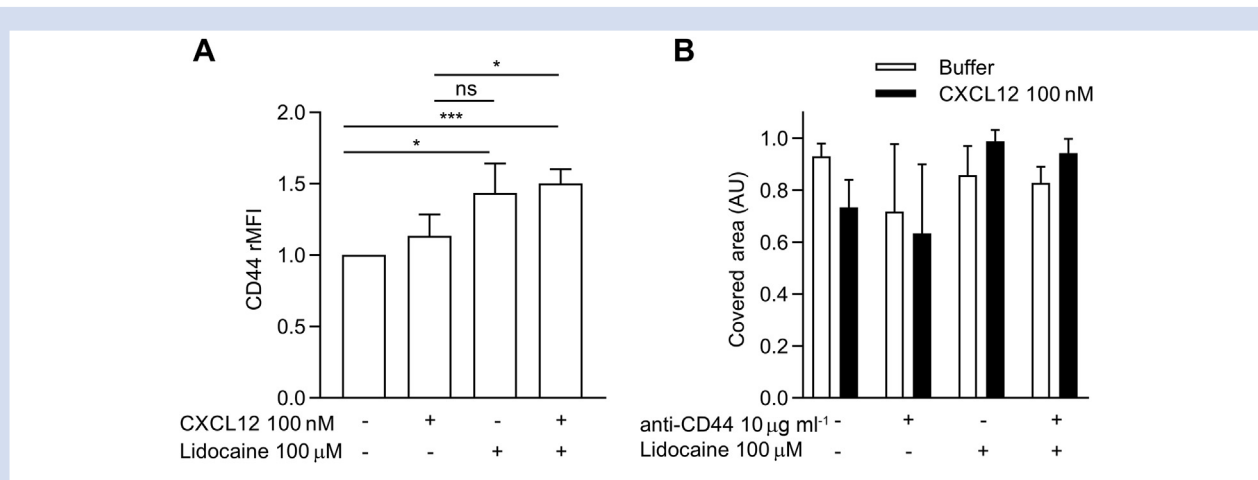 A
*
ns
***
*
2.0
1.5
1.0
0.5
0.0
CD44 rMFI
CXCL12 100 nM - + - +
Lidocaine 100 μM - - + +
B
Buffer
CXCL12 100 nM
1.0
0.8
0.6
0.4
0.2
0.0
Covered area (AU)
anti-CD44 10 μg ml⁻¹ - + - +
Lidocaine 100 μM - - + +